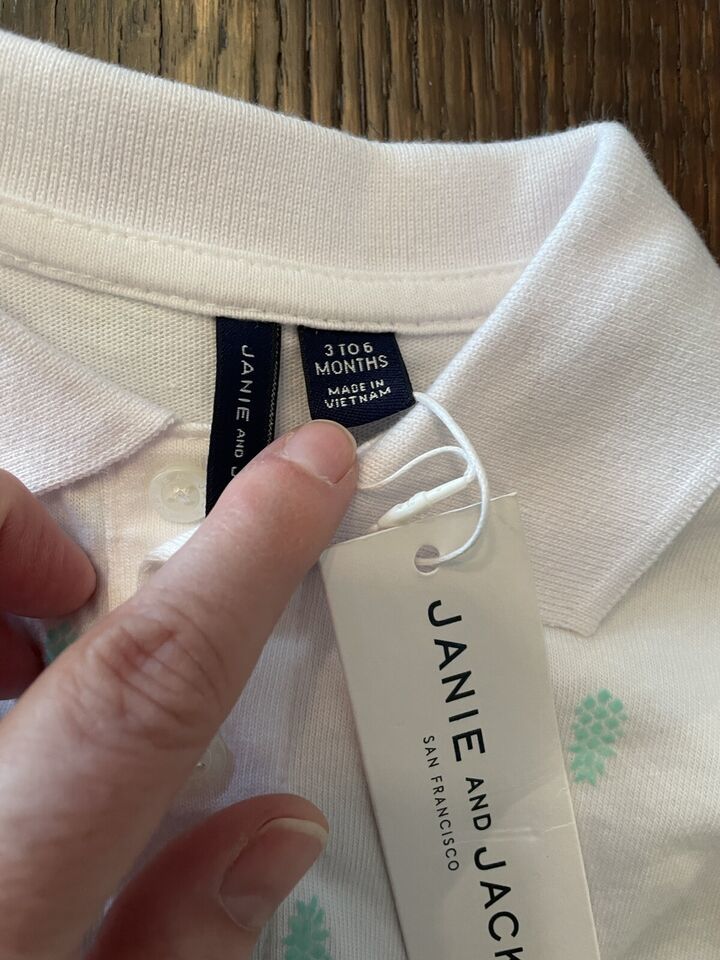 JANIE AND
3 TO 6
MONTHS
MADE IN
VIETNAM
JANIE AND JACK
SAN FRANCISCO